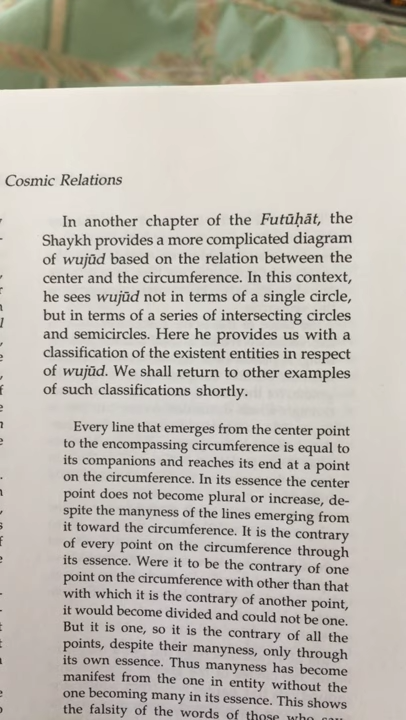 Cosmic Relations
In another chapter of the Futūḥāt, the
Shaykh provides a more complicated diagram
of wujūd based on the relation between the
center and the circumference. In this context,
he sees wujūd not in terms of a single circle,
but in terms of a series of intersecting circles
and semicircles. Here he provides us with a
classification of the existent entities in respect
of wujūd. We shall return to other examples
of such classifications shortly.
Every line that emerges from the center point
to the encompassing circumference is equal to
its companions and reaches its end at a point
on the circumference. In its essence the center
point does not become plural or increase, de-
spite the manyness of the lines emerging from
it toward the circumference. It is the contrary
of every point on the circumference through
its essence. Were it to be the contrary of one
point on the circumference with other than that
with which it is the contrary of another point,
it would become divided and could not be one.
But it is one, so it is the contrary of all the
points, despite their manyness, only through
its own essence. Thus manyness has become
manifest from the one in entity without the
one becoming many in its essence. This shows
the falsity of the words of those who say